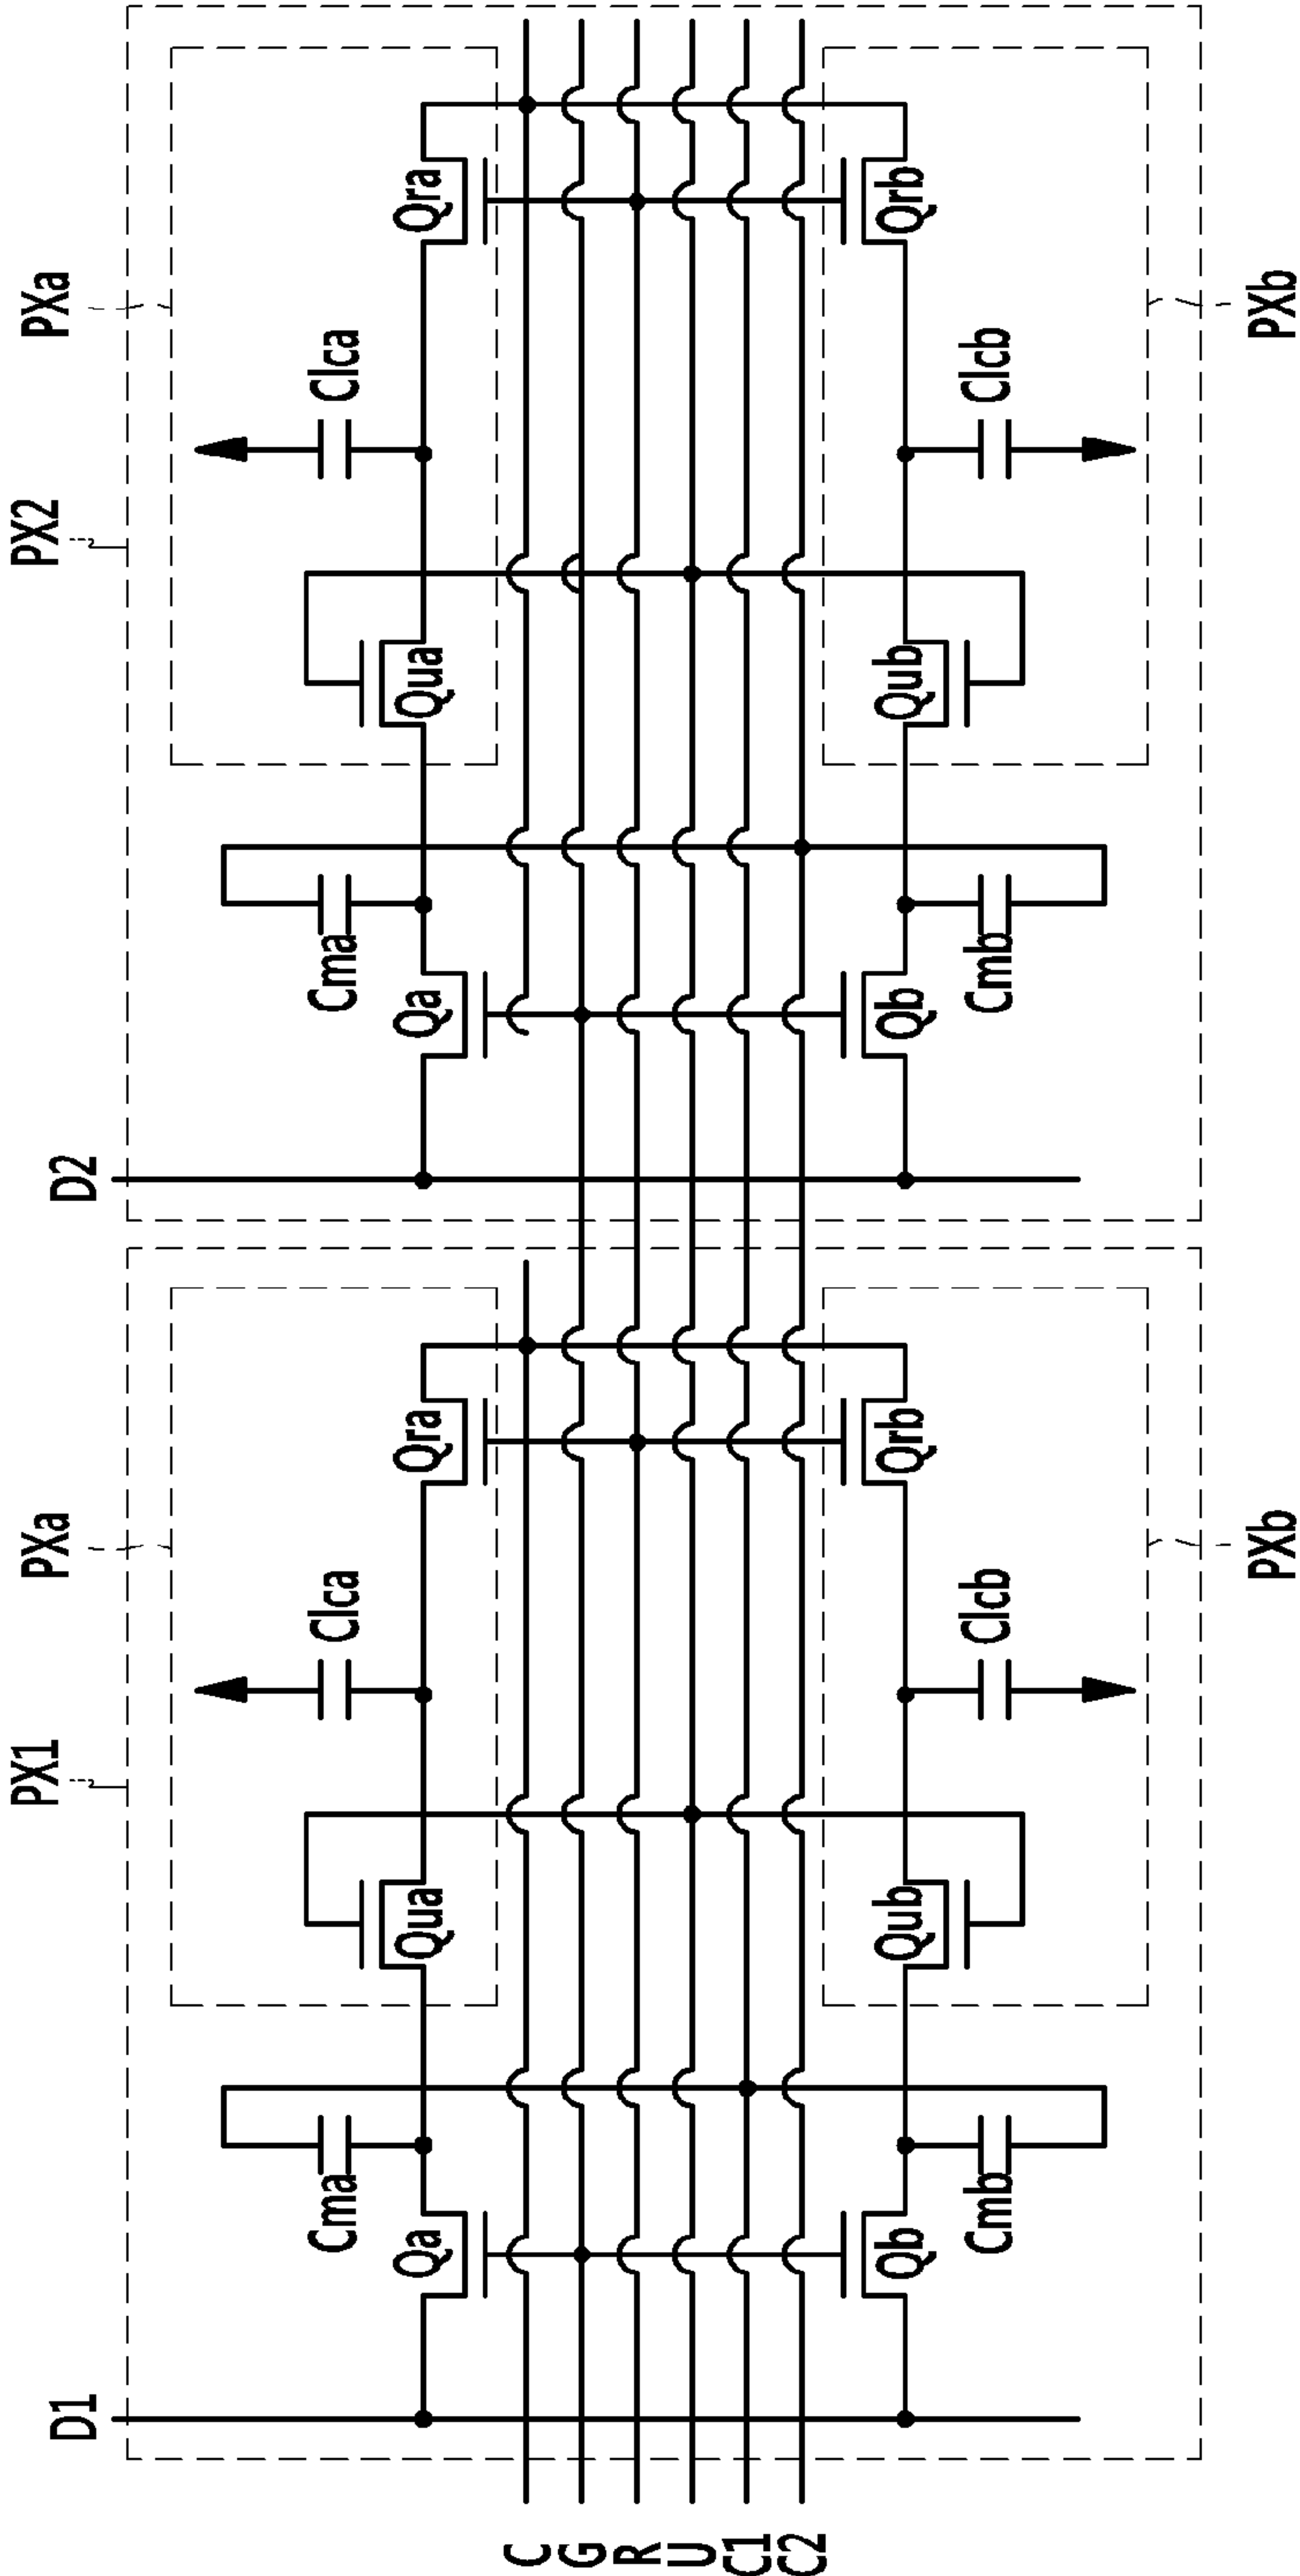 PX1
PX2
PXa
PXa
D1
D2
Cma
Clca
Cma
Clca
Qa
Qua
Qra
Qa
Qua
Qra
C
G
R
U
C1
C2
Qb
Qub
Qrb
Qb
Qub
Qrb
Cmb
Clcb
Cmb
Clcb
PXb
PXb